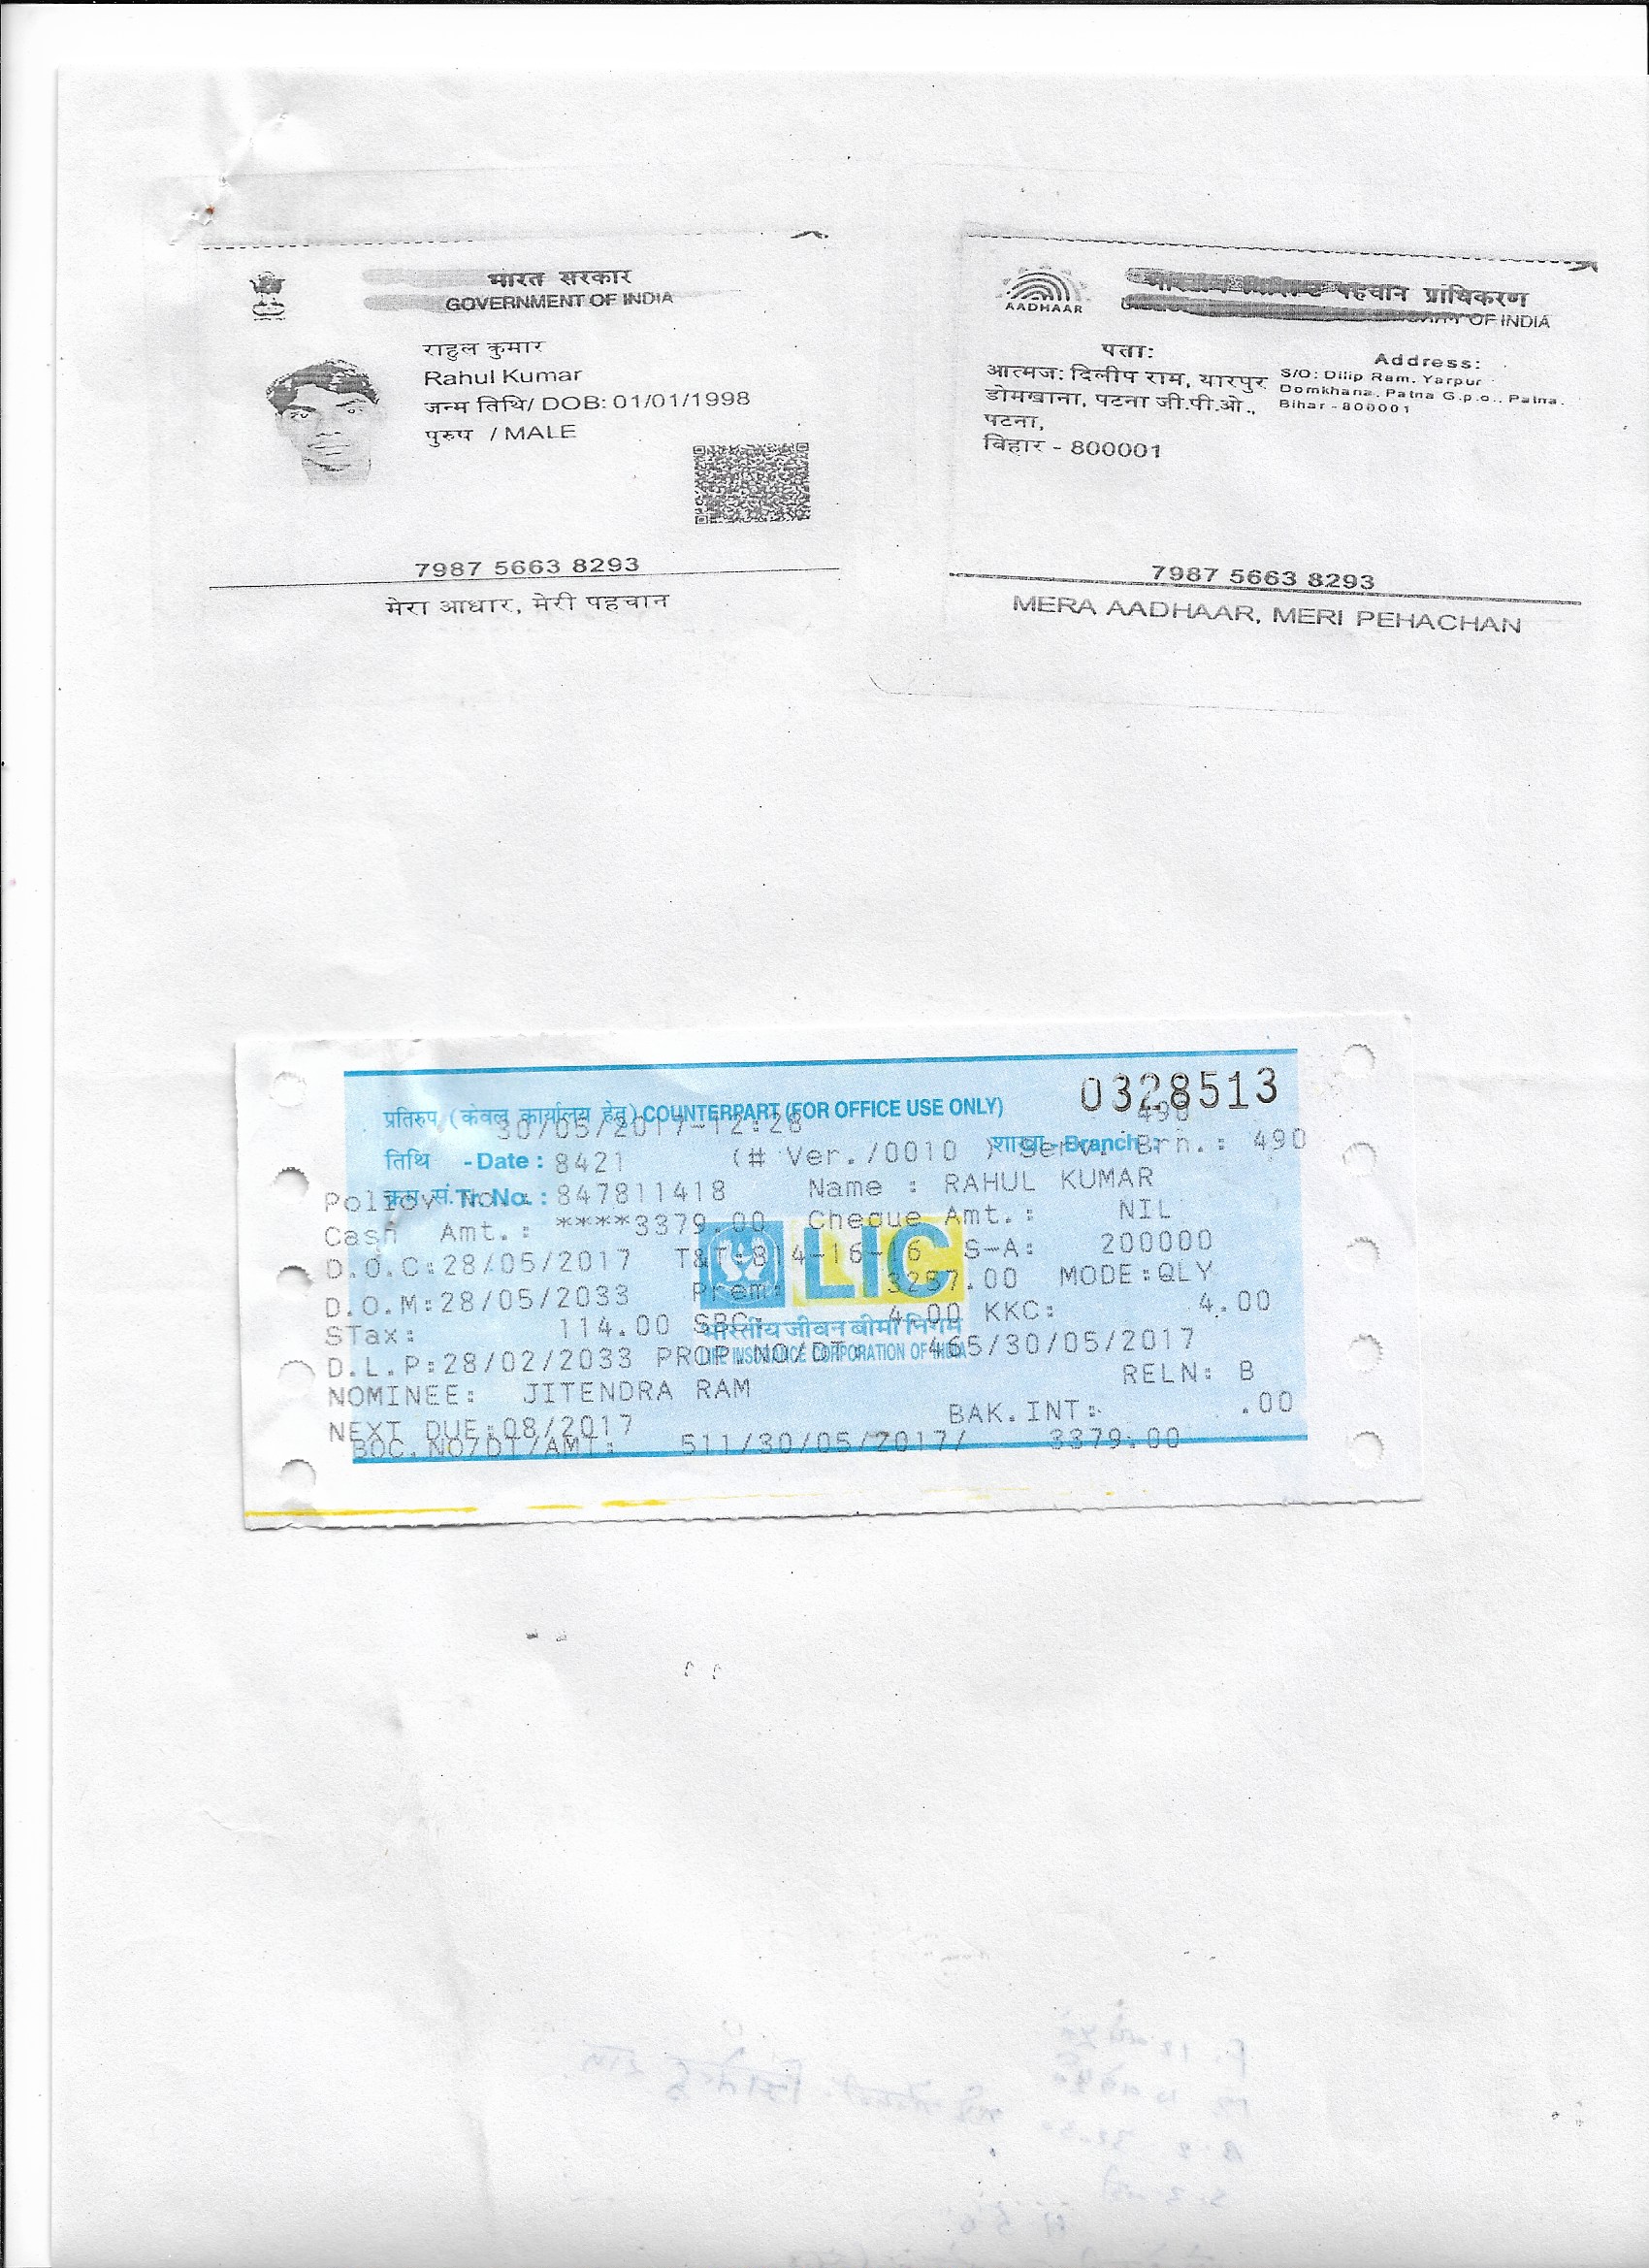 भारत सरकार
GOVERNMENT OF INDIA
राहुल कुमार
Rahul Kumar
जन्म तिथि/ DOB: 01/01/1998
पुरुष / MALE
7987 5663 8293
मेरा आधार, मेरी पहचान
AADHAAR
पहचान प्राधिकरण
OF INDIA
पता:
आत्मज: दिलीप राम, यारपुर
डोमखाना, पटना जी.पी.ओ.,
पटना,
बिहार - 800001
Address:
S/O: Dilip Ram, Yarpur
Domkhana, Patna G.p.o., Patna,
Bihar - 800001
7987 5663 8293
MERA AADHAAR, MERI PEHACHAN
0328513
प्रतिरुप (केवल कार्यालय हेतु) COUNTERPART (FOR OFFICE USE ONLY)
30/05/2017-12:28 490
तिथि - Date : 8421 (# Ver./0010 ) शाखा - Branch : Serv. Brn.: 490
क्रम सं. Tr. No. :
Policy No.: 847811418 Name : RAHUL KUMAR
Cash Amt.: ****3379.00 Cheque Amt.: NIL
D.O.C:28/05/2017 T&T:814-16-16 S-A: 200000
D.O.M:28/05/2033 Prem: 3257.00 MODE:QLY
STax: 114.00 SBC: 4.00 KKC: 4.00
D.L.P:28/02/2033 PROP.NO/DT: 465/30/05/2017
NOMINEE: JITENDRA RAM RELN: B
NEXT DUE:08/2017 BAK.INT: .00
BOC.NO/DT/AMT: 511/30/05/2017/ 3379.00
LIC
भारतीय जीवन बीमा निगम
LIFE INSURANCE CORPORATION OF INDIA